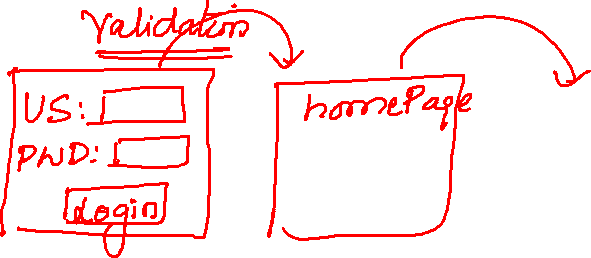 Validation
US:
PWD:
Login
homePage